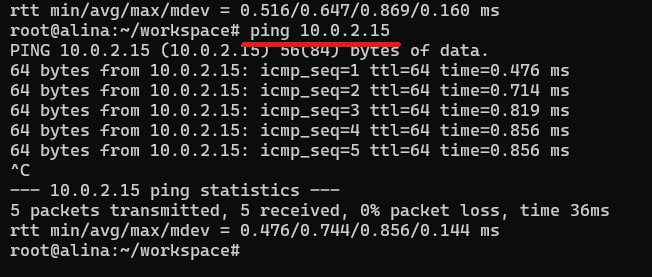 rtt min/avg/max/mdev = 0.516/0.647/0.869/0.160 ms
root@alina:~/workspace# ping 10.0.2.15
PING 10.0.2.15 (10.0.2.15) 56(84) bytes of data.
64 bytes from 10.0.2.15: icmp_seq=1 ttl=64 time=0.476 ms
64 bytes from 10.0.2.15: icmp_seq=2 ttl=64 time=0.714 ms
64 bytes from 10.0.2.15: icmp_seq=3 ttl=64 time=0.819 ms
64 bytes from 10.0.2.15: icmp_seq=4 ttl=64 time=0.856 ms
64 bytes from 10.0.2.15: icmp_seq=5 ttl=64 time=0.856 ms
^C
--- 10.0.2.15 ping statistics ---
5 packets transmitted, 5 received, 0% packet loss, time 36ms
rtt min/avg/max/mdev = 0.476/0.744/0.856/0.144 ms
root@alina:~/workspace#